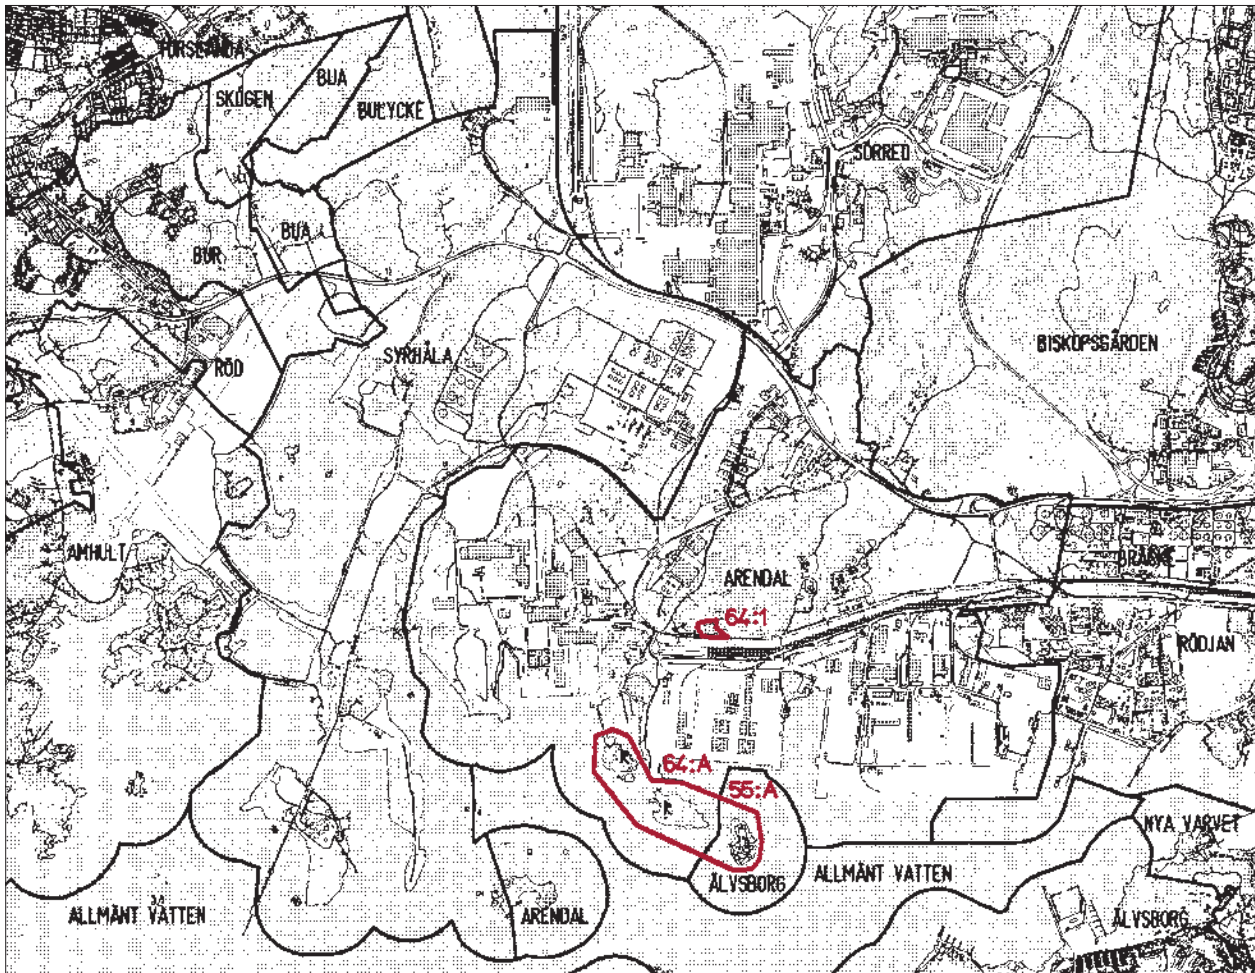 TORSLANDA
BUA
SKOGEN
BULYCKE
SÖRRED
BUA
BUR
BISKOPSGÅRDEN
SYRHÅLA
RÖD
AMHULT
BRÄCKE
ARENDAL
64:1
RÖDJAN
64:A
55:A
NYA VARVET
ÄLVSBORG
ALLMÄNT VATTEN
ALLMÄNT VATTEN
ARENDAL
ÄLVSBORG